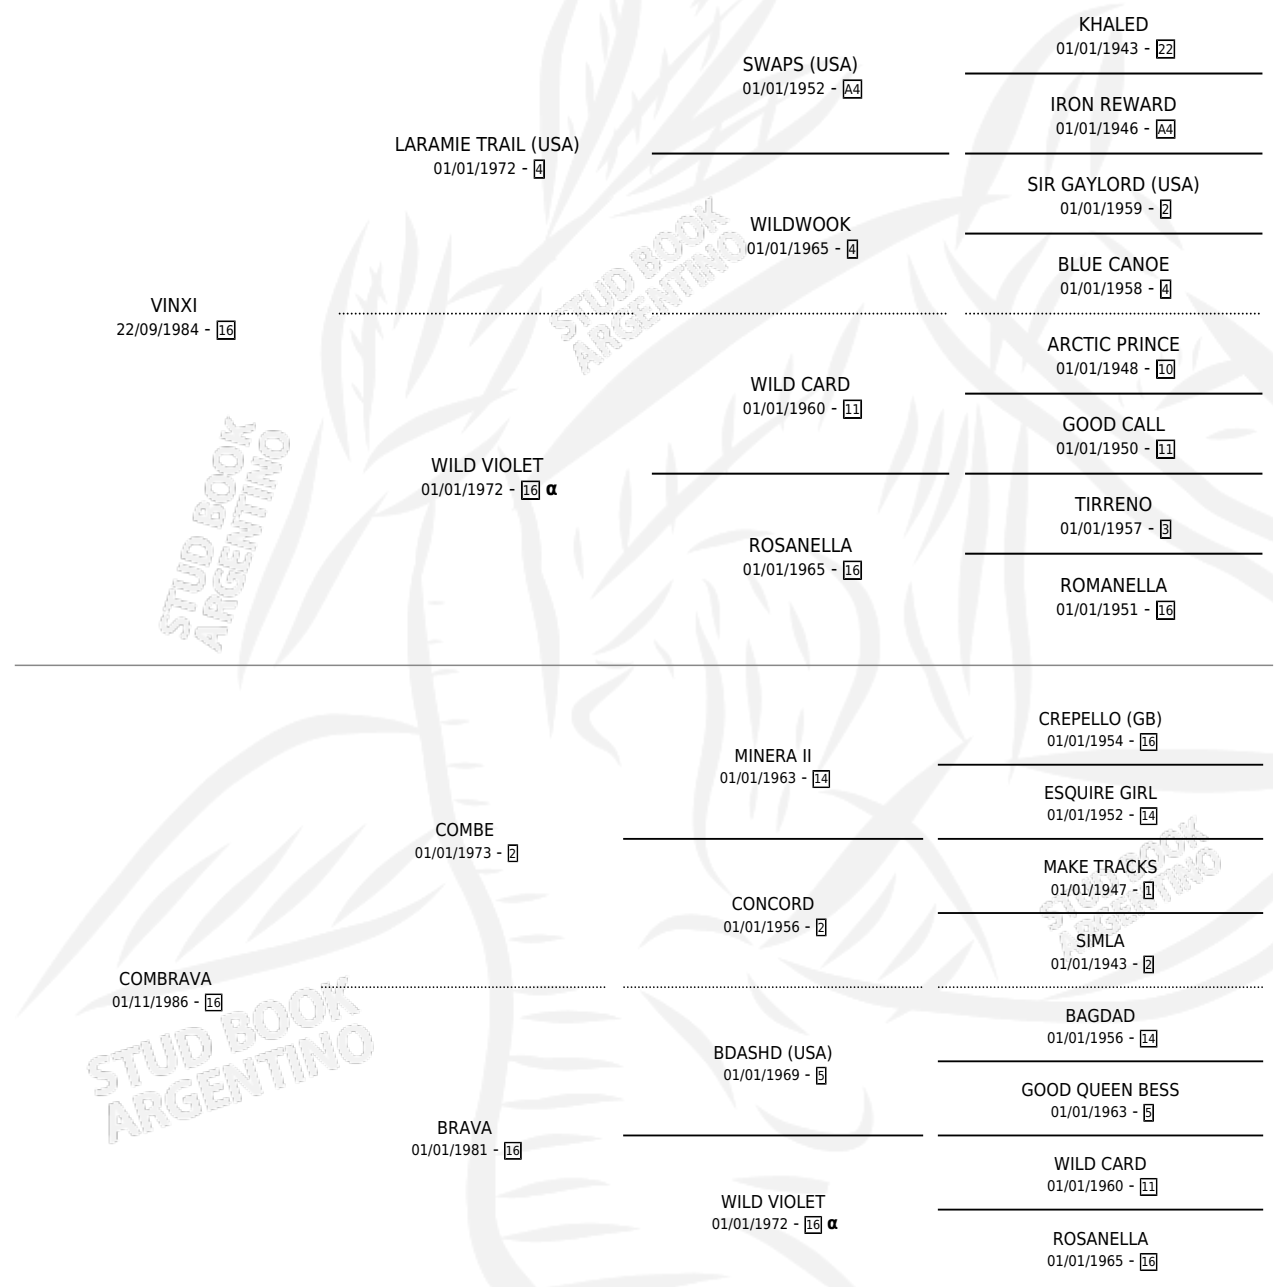 KHALED
01/01/1943 - 22
SWAPS (USA)
01/01/1952 - A4
IRON REWARD
01/01/1946 - A4
LARAMIE TRAIL (USA)
01/01/1972 - 4
SIR GAYLORD (USA)
01/01/1959 - 2
WILDWOOK
01/01/1965 - 4
BLUE CANOE
01/01/1958 - 4
STUD BOOK
ARGENTINO
VINXI
22/09/1984 - 16
ARCTIC PRINCE
01/01/1948 - 10
WILD CARD
01/01/1960 - 11
GOOD CALL
01/01/1950 - 11
WILD VIOLET
01/01/1972 - 16 α
TIRRENO
01/01/1957 - 3
ROSANELLA
01/01/1965 - 16
ROMANELLA
01/01/1951 - 16
STUD BOOK
ARGENTINO
CREPELLO (GB)
01/01/1954 - 16
MINERA II
01/01/1963 - 14
ESQUIRE GIRL
01/01/1952 - 14
COMBE
01/01/1973 - 2
MAKE TRACKS
01/01/1947 - 1
CONCORD
01/01/1956 - 2
SIMLA
01/01/1943 - 2
STUD BOOK
ARGENTINO
COMBRAVA
01/11/1986 - 16
BAGDAD
01/01/1956 - 14
BDASHD (USA)
01/01/1969 - 5
GOOD QUEEN BESS
01/01/1963 - 5
BRAVA
01/01/1981 - 16
WILD CARD
01/01/1960 - 11
WILD VIOLET
01/01/1972 - 16 α
ROSANELLA
01/01/1965 - 16
STUD BOOK
ARGENTINO